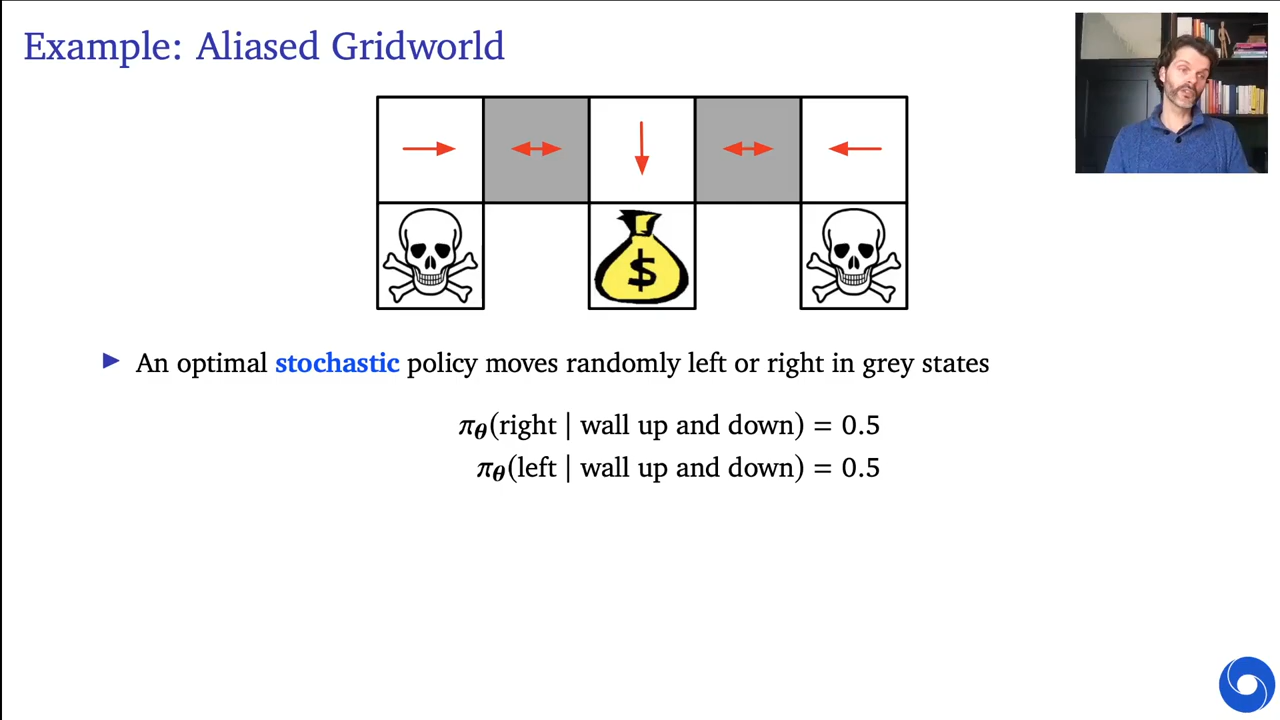 Example: Aliased Gridworld
$
▶ An optimal stochastic policy moves randomly left or right in grey states
π𝜽(right | wall up and down) = 0.5
π𝜽(left | wall up and down) = 0.5